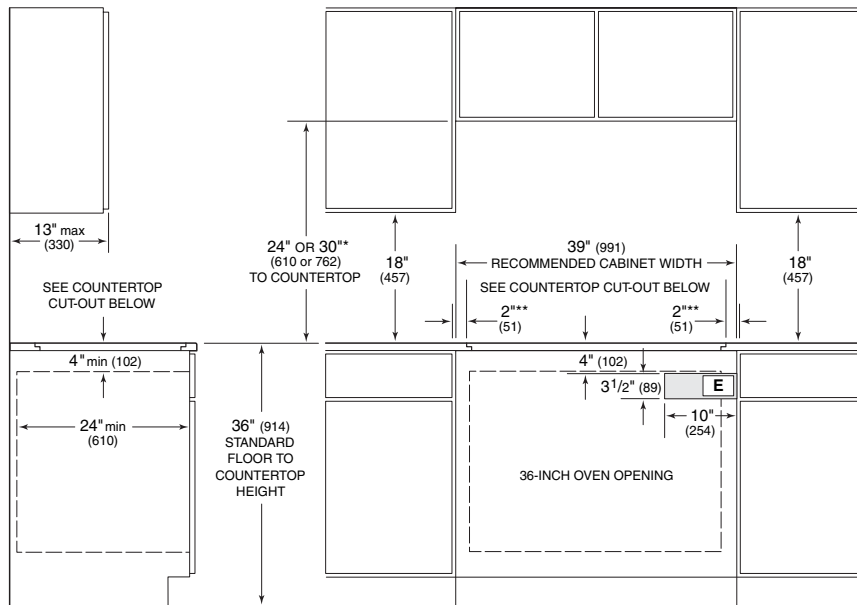 13" max
(330)
SEE COUNTERTOP
CUT-OUT BELOW
4" min (102)
24" min
(610)
24" OR 30"*
(610 or 762)
TO COUNTERTOP
36" (914)
STANDARD
FLOOR TO
COUNTERTOP
HEIGHT
18"
(457)
39" (991)
RECOMMENDED CABINET WIDTH
SEE COUNTERTOP CUT-OUT BELOW
18"
(457)
2"**
(51)
2"**
(51)
4" (102)
3 1/2" (89)
E
10"
(254)
36-INCH OVEN OPENING